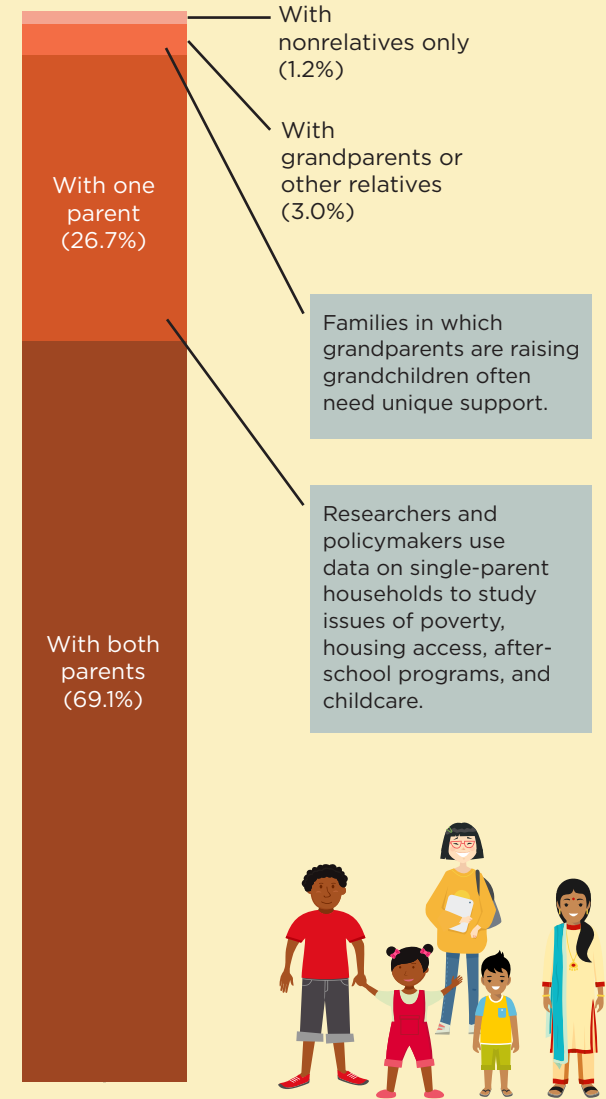 With
nonrelatives only
(1.2%)
With
grandparents or
other relatives
(3.0%)
With one
parent
(26.7%)
Families in which
grandparents are raising
grandchildren often
need unique support.
Researchers and
policymakers use
data on single-parent
households to study
issues of poverty,
housing access, after-
school programs, and
childcare.
With both
parents
(69.1%)